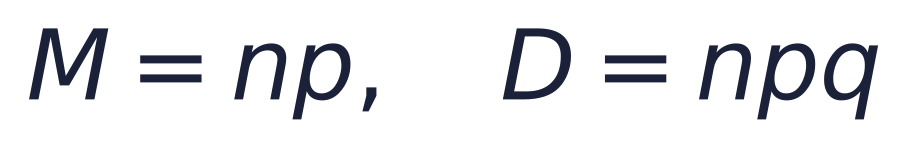 M = np, D = npq